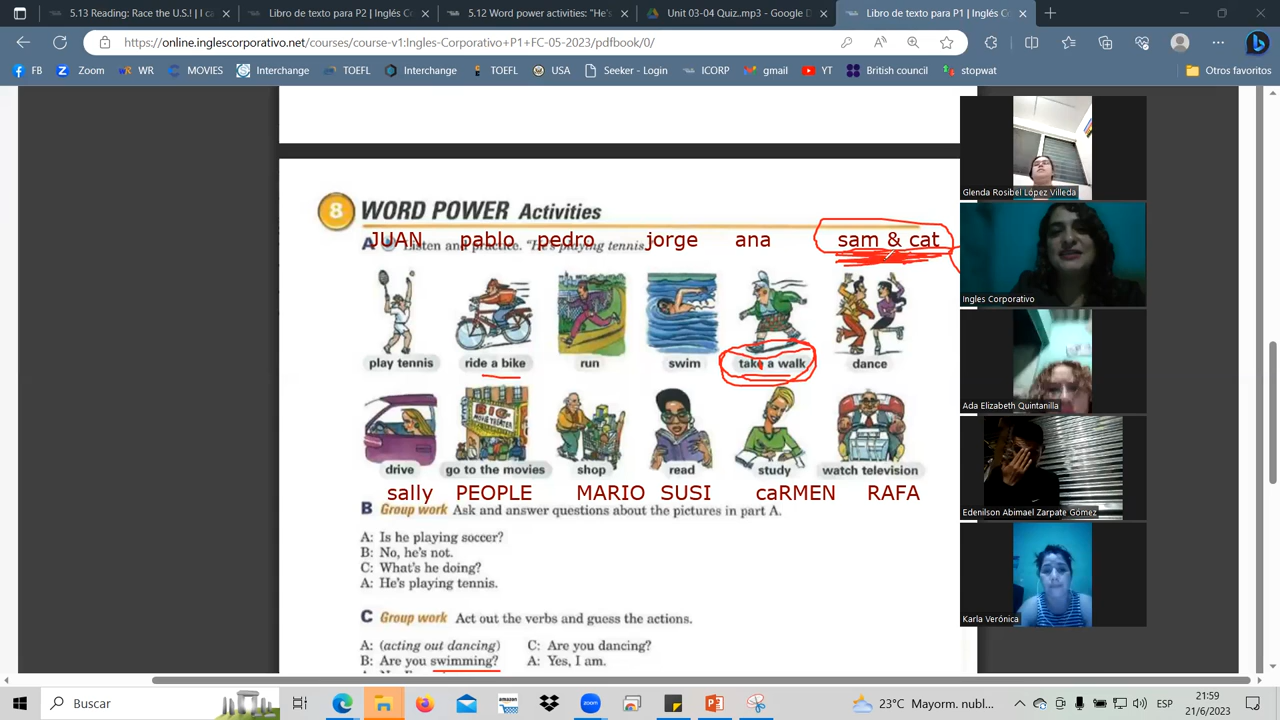 5.13 Reading: Race the U.S.! | I ca
Libro de texto para P2 | Inglés C
5.12 Word power activities: "He's
Unit 03-04 Quiz..mp3 - Google D
Libro de texto para P1 | Inglés C
https://online.inglescorporativo.net/courses/course-v1:Ingles-Corporativo+P1+FC-05-2023/pdfbook/0/
FB Zoom WR MOVIES Interchange TOEFL Interchange TOEFL USA Seeker - Login ICORP gmail YT British council stopwat Otros favoritos
8 WORD POWER Activities
JUAN pablo pedro jorge ana sam & cat
A Listen and practice. "He's playing tennis.
play tennis ride a bike run swim take a walk dance
BIG MOVIE THEATER
drive go to the movies shop read study watch television
sally PEOPLE MARIO SUSI caRMEN RAFA
B Group work Ask and answer questions about the pictures in part A.
A: Is he playing soccer?
B: No, he's not.
C: What's he doing?
A: He's playing tennis.
C Group work Act out the verbs and guess the actions.
A: (acting out dancing) C: Are you dancing?
B: Are you swimming? A: Yes, I am.
Glenda Rosibel López Villeda
Ingles Corporativo
Ada Elizabeth Quintanilla
Edenilson Abimael Zarpate Gómez
Karla Verónica
Buscar
23°C Mayorm. nubl...
ESP
21:59
21/6/2023